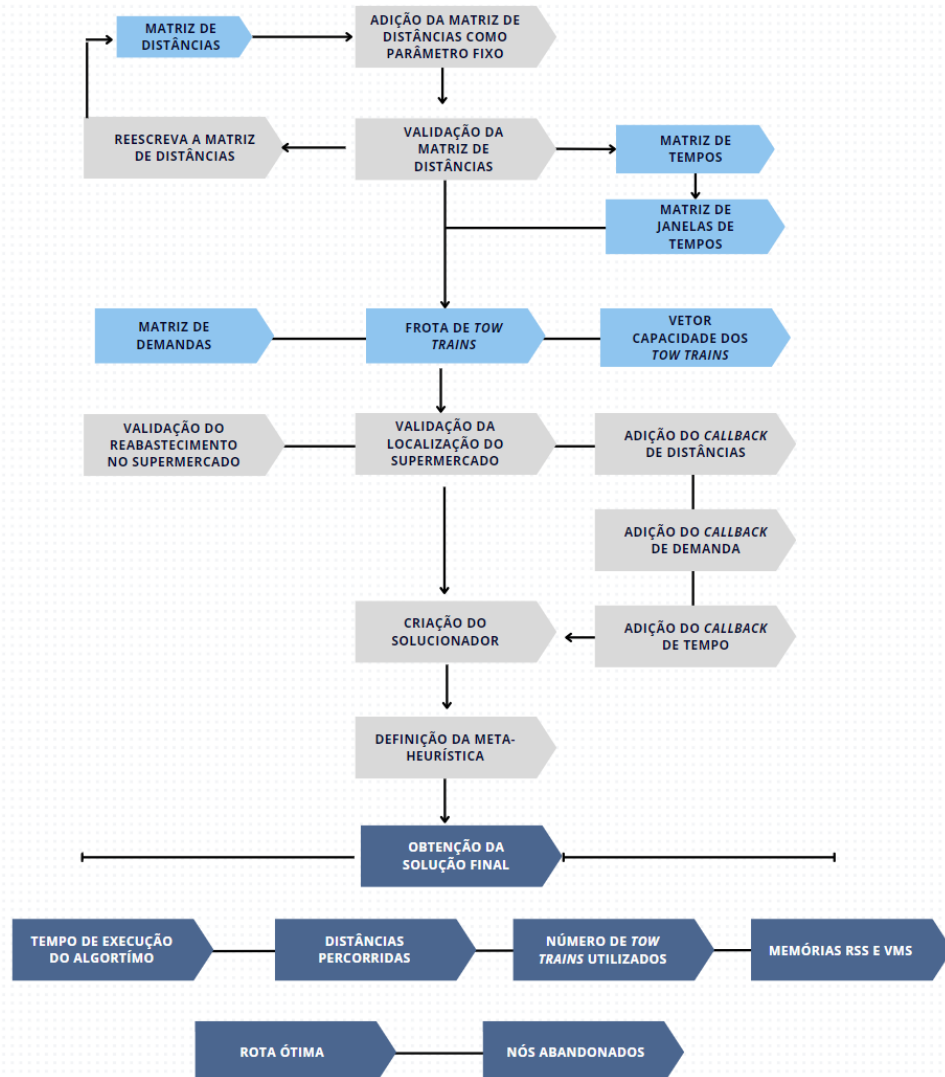 MATRIZ DE
DISTÂNCIAS
ADIÇÃO DA MATRIZ DE
DISTÂNCIAS COMO
PARÂMETRO FIXO
REESCREVA A MATRIZ
DE DISTÂNCIAS
VALIDAÇÃO DA
MATRIZ DE
DISTÂNCIAS
MATRIZ DE
TEMPOS
MATRIZ DE
JANELAS DE
TEMPOS
MATRIZ DE
DEMANDAS
FROTA DE TOW
TRAINS
VETOR
CAPACIDADE DOS
TOW TRAINS
VALIDAÇÃO DO
REABASTECIMENTO
NO SUPERMERCADO
VALIDAÇÃO DA
LOCALIZAÇÃO DO
SUPERMERCADO
ADIÇÃO DO CALLBACK
DE DISTÂNCIAS
ADIÇÃO DO CALLBACK
DE DEMANDA
CRIAÇÃO DO
SOLUCIONADOR
ADIÇÃO DO CALLBACK
DE TEMPO
DEFINIÇÃO DA META-
HEURÍSTICA
OBTENÇÃO DA
SOLUÇÃO FINAL
TEMPO DE EXECUÇÃO
DO ALGORTÍMO
DISTÂNCIAS
PERCORRIDAS
NÚMERO DE TOW
TRAINS UTILIZADOS
MEMÓRIAS RSS E VMS
ROTA ÓTIMA
NÓS ABANDONADOS